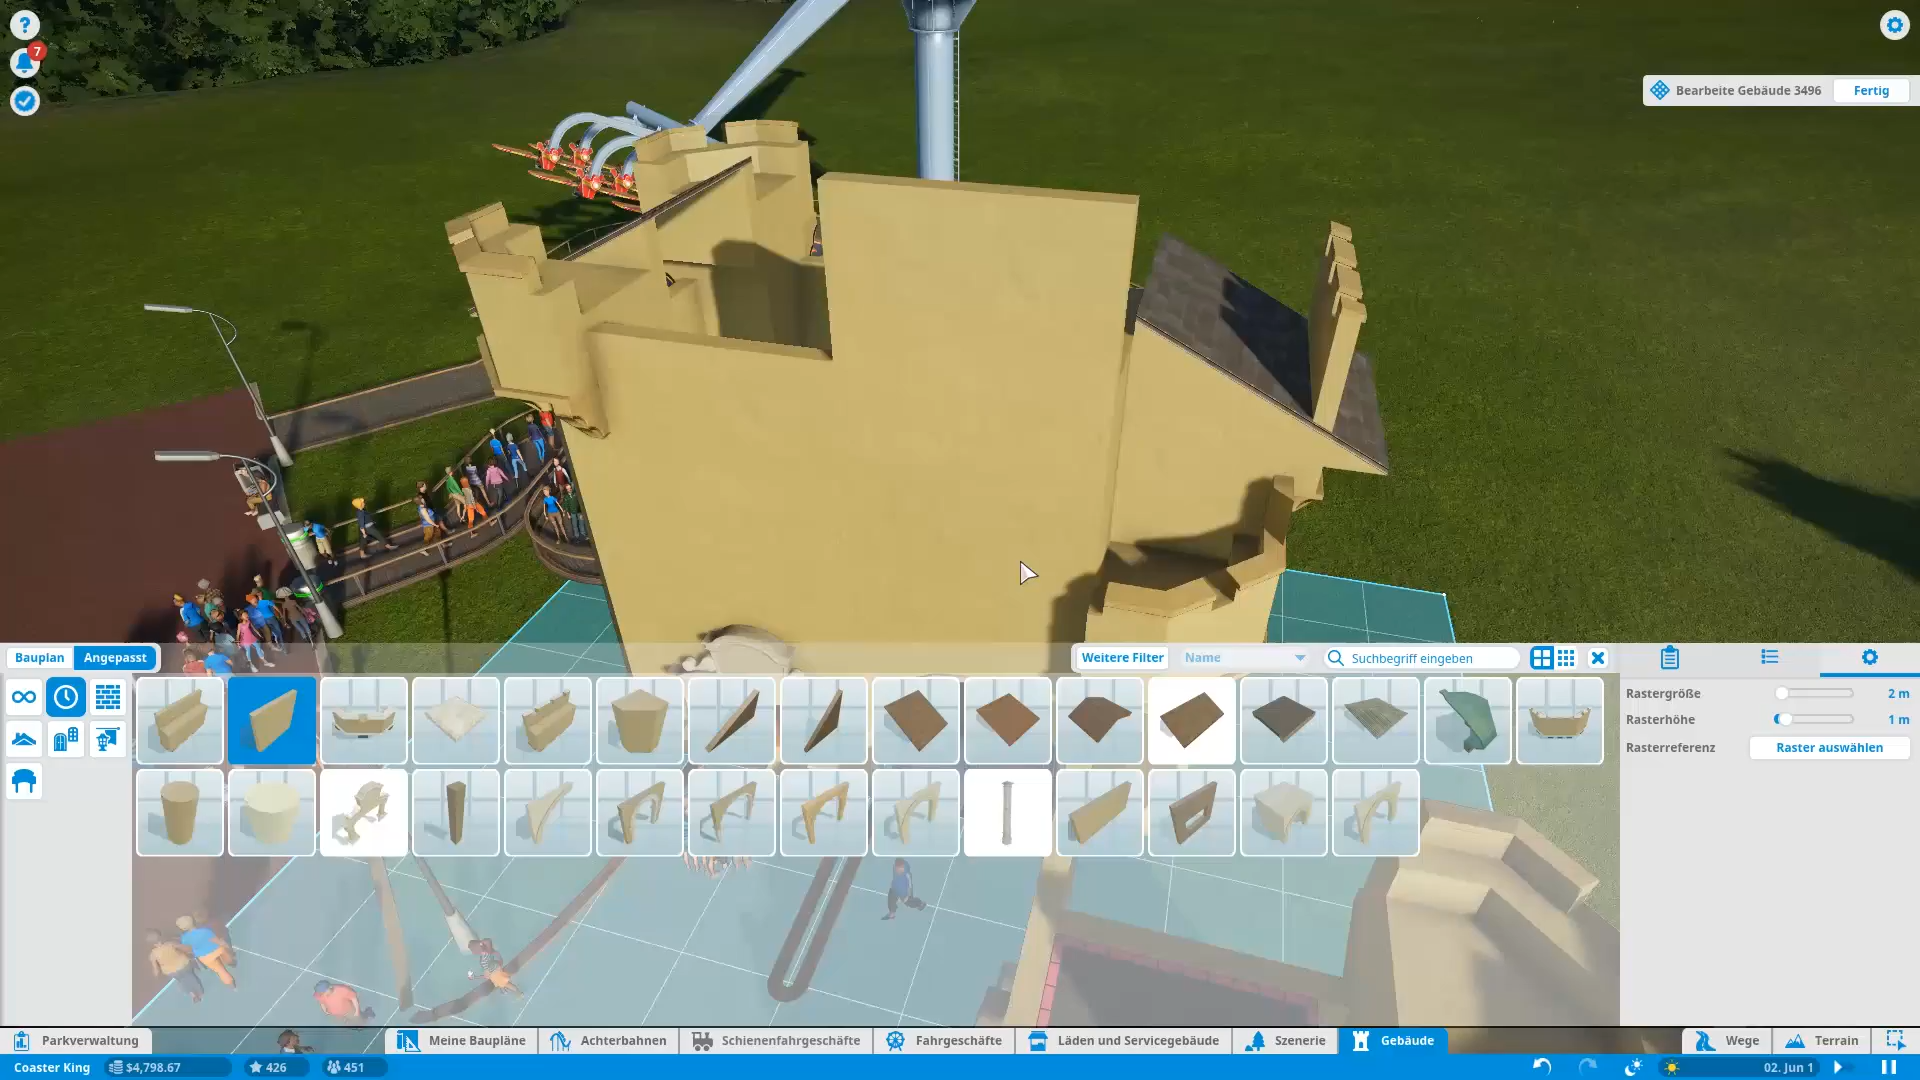 ?
7
Bearbeite Gebäude 3496 Fertig
Bauplan Angepasst
Weitere Filter Name Suchbegriff eingeben
Rastergröße 2 m
Rasterhöhe 1 m
Rasterreferenz Raster auswählen
Parkverwaltung Meine Baupläne Achterbahnen Schienenfahrgeschäfte Fahrgeschäfte Läden und Servicegebäude Szenerie Gebäude Wege Terrain
Coaster King $4,798.67 426 451 02. Jun 1